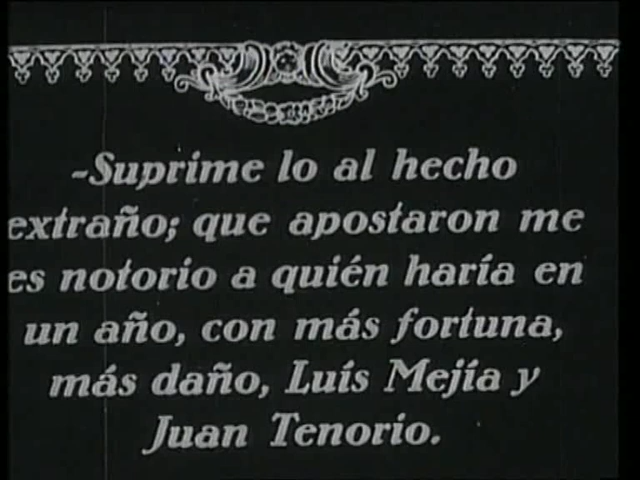 -Suprime lo al hecho
extraño; que apostaron me
es notorio a quién haría en
un año, con más fortuna,
más daño, Luís Mejía y
Juan Tenorio.